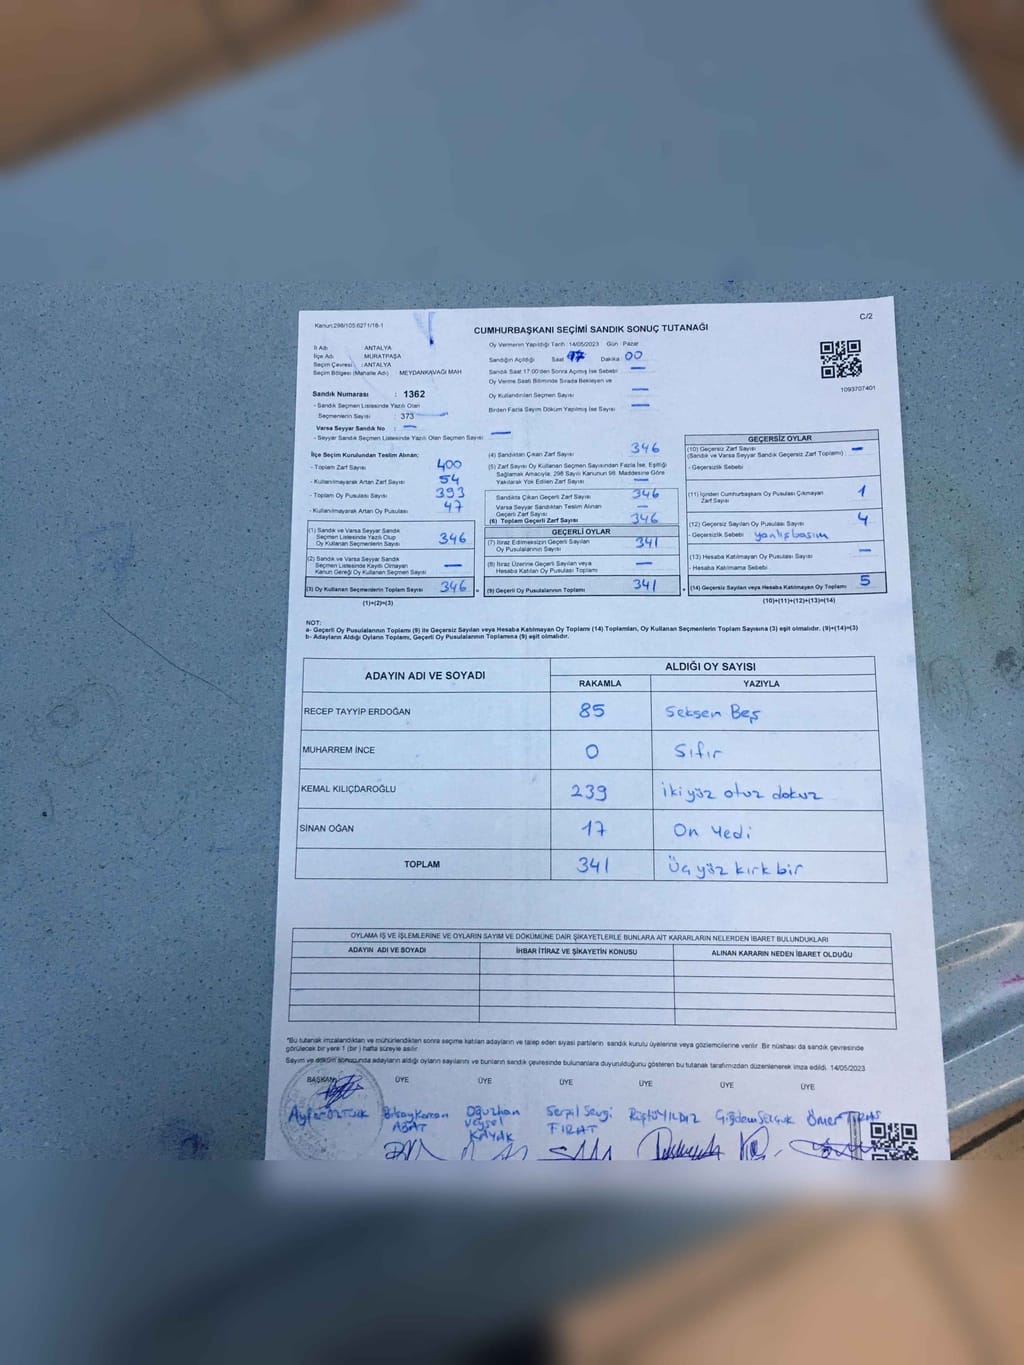 Kanun:298/105.6271/18-1
C/2
CUMHURBAŞKANI SEÇİMİ SANDIK SONUÇ TUTANAĞI
İl Adı : ANTALYA
İlçe Adı : MURATPAŞA
Seçim Çevresi : ANTALYA
Seçim Bölgesi (Mahalle Adı) : MEYDANKAVAĞI MAH
Oy Vermenin Yapıldığı Tarih 14/05/2023 Gün Pazar
Sandığın Açıldığı Saat 17 Dakika 00
Sandık Saat 17:00'den Sonra Açılmış İse Sebebi
Oy Verme Saati Bitiminde Sırada Bekleyen ve
Oy Kullandırılan Seçmen Sayısı
Birden Fazla Sayım Döküm Yapılmış İse Sayısı
1093707401
Sandık Numarası : 1362
- Sandık Seçmen Listesinde Yazılı Olan
Seçmenlerin Sayısı : 373
Varsa Seyyar Sandık No : —
- Seyyar Sandık Seçmen Listesinde Yazılı Olan Seçmen Sayısı: —
İlçe Seçim Kurulundan Teslim Alınan;
- Toplam Zarf Sayısı 400
- Kullanılmayarak Artan Zarf Sayısı 54
- Toplam Oy Pusulası Sayısı 393
- Kullanılmayarak Artan Oy Pusulası 47
(1) Sandık ve Varsa Seyyar Sandık
Seçmen Listesinde Yazılı Olup
Oy Kullanan Seçmenlerin Sayısı 346
(2) Sandık ve Varsa Seyyar Sandık
Seçmen Listesinde Kayıtlı Olmayan
Kanun Gereği Oy Kullanan Seçmen Sayısı —
(3) Oy Kullanan Seçmenlerin Toplam Sayısı 346 =
(1)+(2)=(3)
(4) Sandıktan Çıkan Zarf Sayısı 346
(5) Zarf Sayısı Oy Kullanan Seçmen Sayısından Fazla İse, Eşitliği
Sağlamak Amacıyla, 298 Sayılı Kanunun 98. Maddesine Göre
Yakılarak Yok Edilen Zarf Sayısı —
Sandıkta Çıkan Geçerli Zarf Sayısı 346
Varsa Seyyar Sandıktan Teslim Alınan
Geçerli Zarf Sayısı —
(6) Toplam Geçerli Zarf Sayısı 346
GEÇERLİ OYLAR
(7) İtiraz Edilmeksizin Geçerli Sayılan
Oy Pusulalarının Sayısı 341
(8) İtiraz Üzerine Geçerli Sayılan veya
Hesaba Katılan Oy Pusulası Toplamı —
(9) Geçerli Oy Pusulalarının Toplamı 341 +
GEÇERSİZ OYLAR
(10) Geçersiz Zarf Sayısı —
(Sandık ve Varsa Seyyar Sandık Geçersiz Zarf Toplamı)
- Geçersizlik Sebebi
(11) İçinden Cumhurbaşkanı Oy Pusulası Çıkmayan
Zarf Sayısı 1
(12) Geçersiz Sayılan Oy Pusulası Sayısı 4
- Geçersizlik Sebebi yanlış basım
(13) Hesaba Katılmayan Oy Pusulası Sayısı —
- Hesaba Katılmama Sebebi
(14) Geçersiz Sayılan veya Hesaba Katılmayan Oy Toplamı 5
(10)+(11)+(12)+(13)=(14)
NOT:
a- Geçerli Oy Pusulalarının Toplamı (9) ile Geçersiz Sayılan veya Hesaba Katılmayan Oy Toplamı (14) Toplamları, Oy Kullanan Seçmenlerin Toplam Sayısına (3) eşit olmalıdır. (9)+(14)=(3)
b- Adayların Aldığı Oyların Toplamı, Geçerli Oy Pusulalarının Toplamına (9) eşit olmalıdır.
ADAYIN ADI VE SOYADI ALDIĞI OY SAYISI
RAKAMLA YAZIYLA
RECEP TAYYİP ERDOĞAN 85 Seksen Beş
MUHARREM İNCE 0 Sıfır
KEMAL KILIÇDAROĞLU 239 iki yüz otuz dokuz
SİNAN OĞAN 17 On Yedi
TOPLAM 341 Üç yüz kırk bir
OYLAMA İŞ VE İŞLEMLERİNE VE OYLARIN SAYIM VE DÖKÜMÜNE DAİR ŞİKAYETLERLE BUNLARA AİT KARARLARIN NELERDEN İBARET BULUNDUKLARI
ADAYIN ADI VE SOYADI İHBAR İTİRAZ VE ŞİKAYETİN KONUSU ALINAN KARARIN NEDEN İBARET OLDUĞU
"Bu tutanak imzalandıktan ve mühürlendikten sonra seçime katılan adayların ve talep eden siyasi partilerin sandık kurulu üyelerine veya gözlemcilerine verilir. Bir nüshası da sandık çevresinde
görülecek bir yere 1 (bir) hafta süreyle asılır.
Sayım ve döküm sonucunda adayların aldığı oyların sayılarını ve bunların sandık çevresinde bulunanlara duyurulduğunu gösteren bu tutanak tarafımızdan düzenlenerek imza edildi. 14/05/2023
BAŞKAN ÜYE ÜYE ÜYE ÜYE ÜYE ÜYE
Oğuzhan Veysel KAYAK
Serpil Sevgi FIRAT